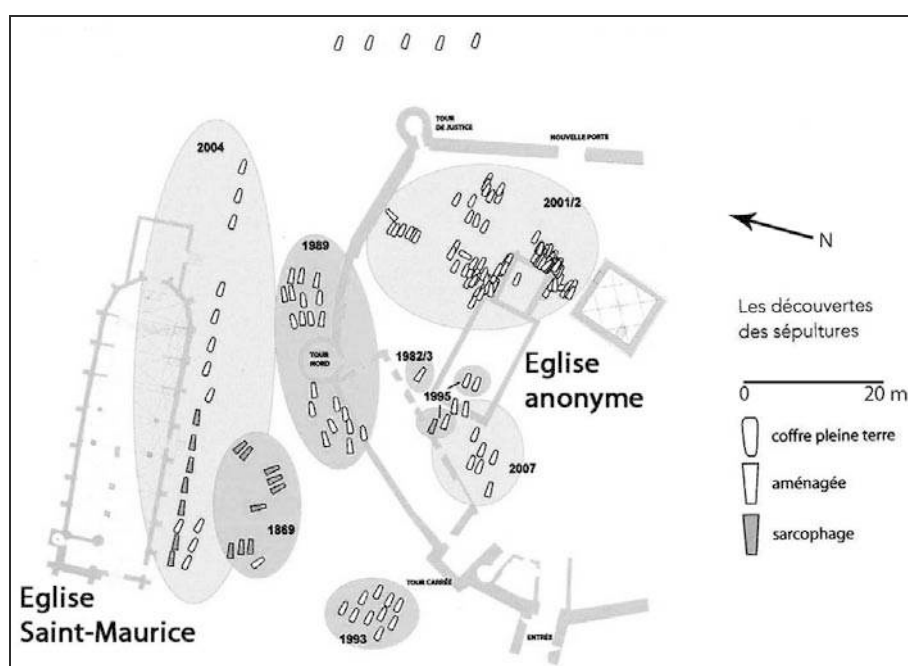 TOUR
DE JUSTICE
NOUVELLE PORTE
2004
2001/2
1989
N
TOUR
NORD
1982/3
Eglise
anonyme
1995
2007
1869
Les découvertes
des sépultures
0
20 m
coffre pleine terre
aménagée
sarcophage
TOUR CARRÉE
Eglise
Saint-Maurice
1993
ENTRÉE